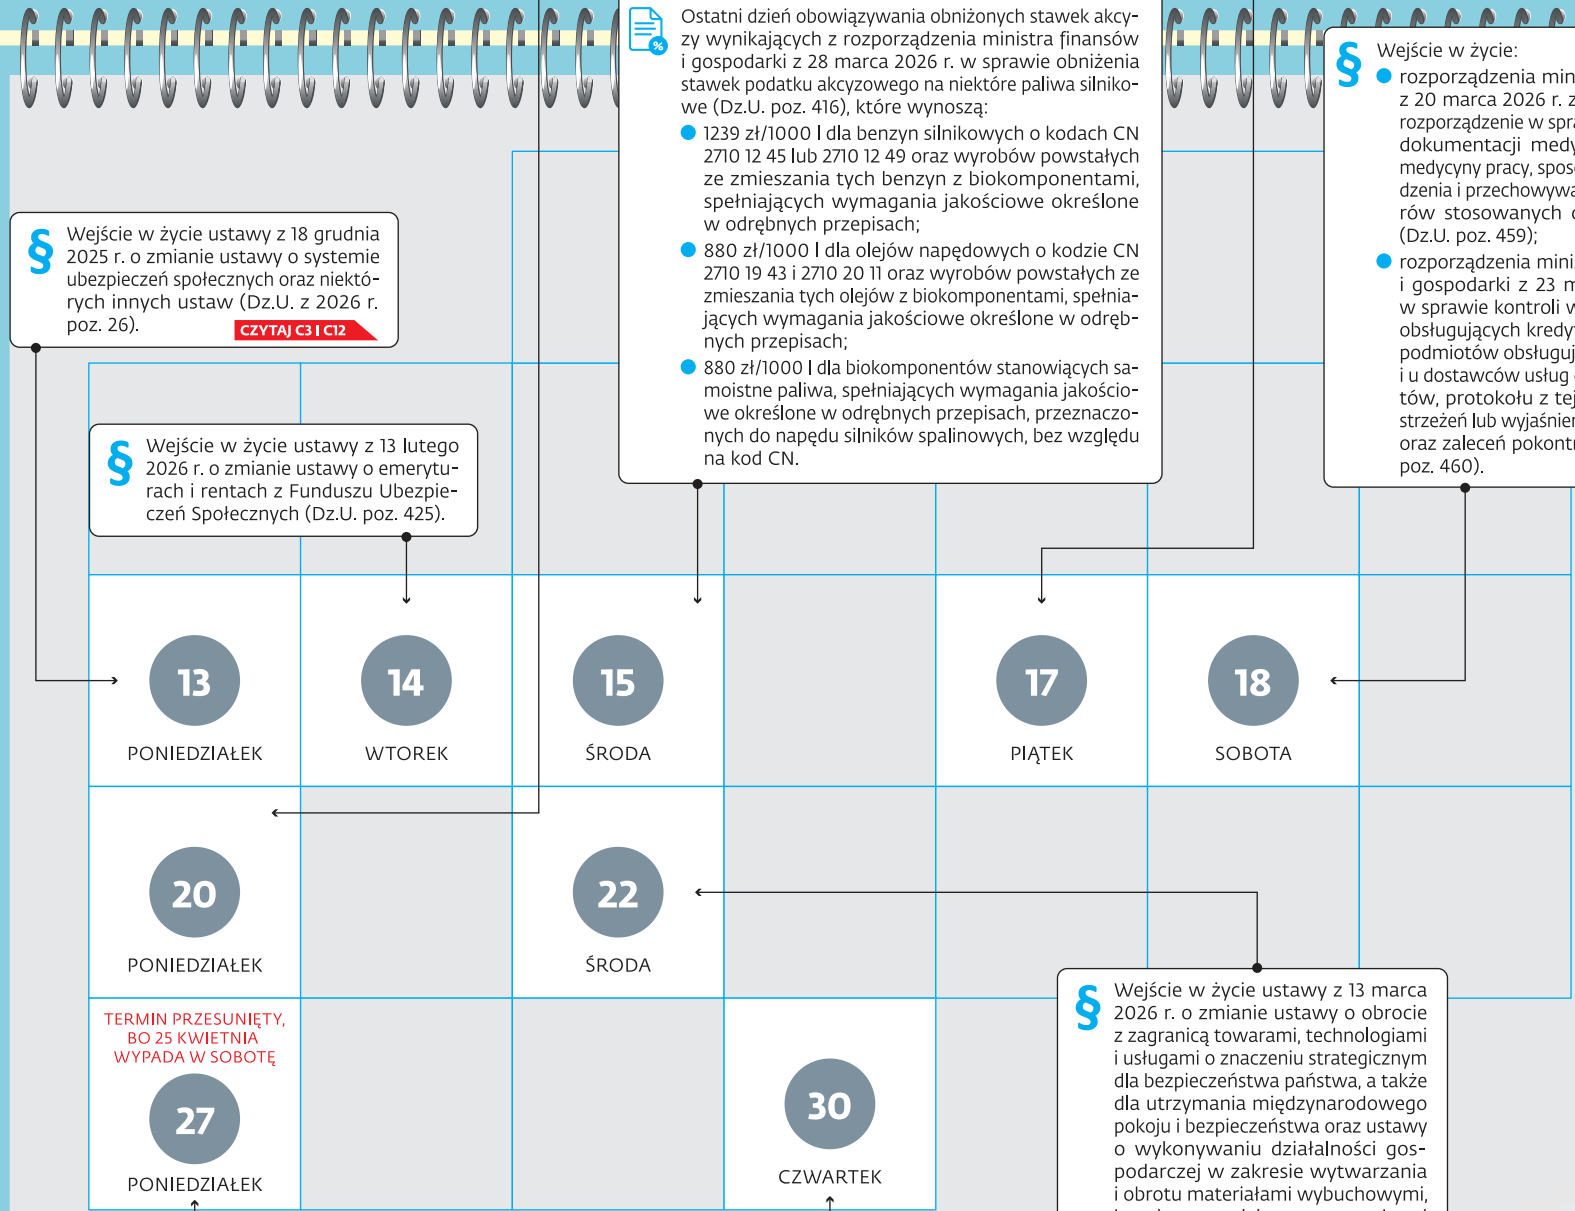 Ostatni dzień obowiązywania obniżonych stawek akcy-
zy wynikających z rozporządzenia ministra finansów
i gospodarki z 28 marca 2026 r. w sprawie obniżenia
stawek podatku akcyzowego na niektóre paliwa silniko-
we (Dz.U. poz. 416), które wynoszą:
● 1239 zł/1000 l dla benzyn silnikowych o kodach CN
2710 12 45 lub 2710 12 49 oraz wyrobów powstałych
ze zmieszania tych benzyn z biokomponentami,
spełniających wymagania jakościowe określone
w odrębnych przepisach;
● 880 zł/1000 l dla olejów napędowych o kodzie CN
2710 19 43 i 2710 20 11 oraz wyrobów powstałych ze
zmieszania tych olejów z biokomponentami, spełnia-
jących wymagania jakościowe określone w odręb-
nych przepisach;
● 880 zł/1000 l dla biokomponentów stanowiących sa-
moistne paliwa, spełniających wymagania jakościo-
we określone w odrębnych przepisach, przeznaczo-
nych do napędu silników spalinowych, bez względu
na kod CN.
§ Wejście w życie:
● rozporządzenia min
z 20 marca 2026 r. z
rozporządzenie w spra
dokumentacji medy
medycyny pracy, sposo
dzenia i przechowywa
rów stosowanych
(Dz.U. poz. 459);
● rozporządzenia minis
i gospodarki z 23 m
w sprawie kontroli w
obsługujących kredy
podmiotów obsługuj
i u dostawców usług
tów, protokołu z tej
strzeżeń lub wyjaśnień
oraz zaleceń pokontr
poz. 460).
§ Wejście w życie ustawy z 18 grudnia
2025 r. o zmianie ustawy o systemie
ubezpieczeń społecznych oraz niektó-
rych innych ustaw (Dz.U. z 2026 r.
poz. 26).
CZYTAJ C3 I C12
§ Wejście w życie ustawy z 13 lutego
2026 r. o zmianie ustawy o emerytu-
rach i rentach z Funduszu Ubezpie-
czeń Społecznych (Dz.U. poz. 425).
13
PONIEDZIAŁEK
14
WTOREK
15
ŚRODA
17
PIĄTEK
18
SOBOTA
20
PONIEDZIAŁEK
22
ŚRODA
TERMIN PRZESUNIĘTY,
BO 25 KWIETNIA
WYPADA W SOBOTĘ
27
PONIEDZIAŁEK
30
CZWARTEK
§ Wejście w życie ustawy z 13 marca
2026 r. o zmianie ustawy o obrocie
z zagranicą towarami, technologiami
i usługami o znaczeniu strategicznym
dla bezpieczeństwa państwa, a także
dla utrzymania międzynarodowego
pokoju i bezpieczeństwa oraz ustawy
o wykonywaniu działalności gos-
podarczej w zakresie wytwarzania
i obrotu materiałami wybuchowymi,